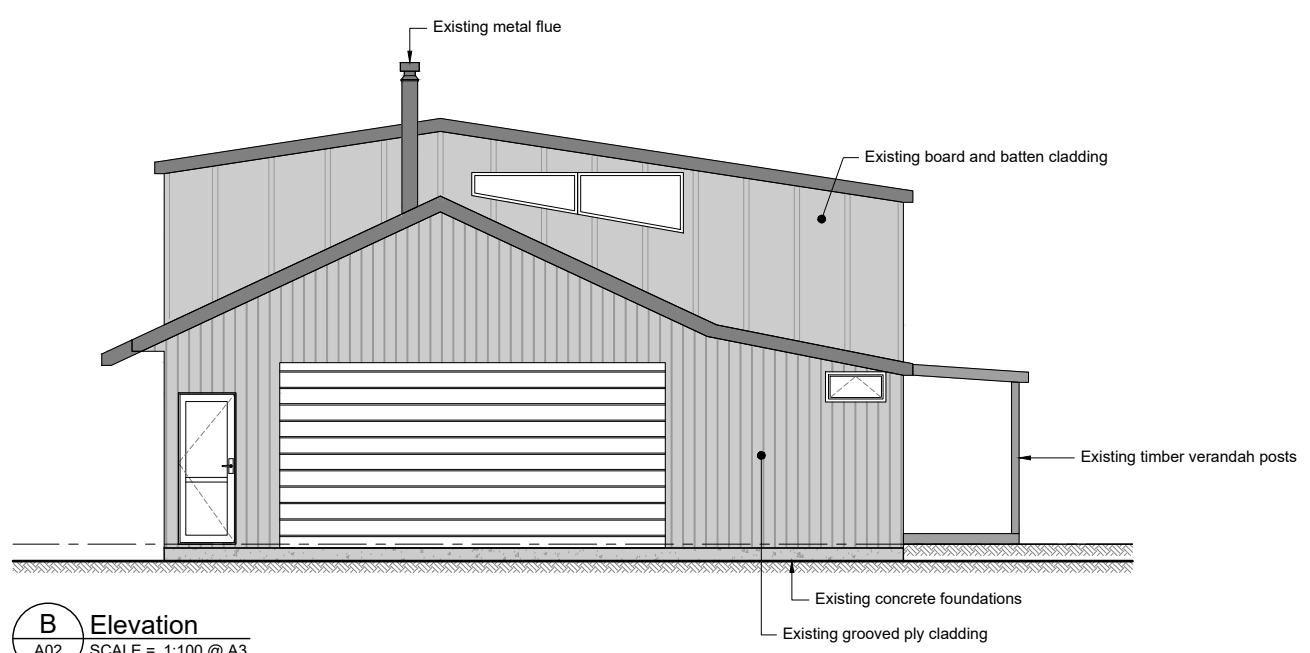 Existing metal flue
Existing board and batten cladding
Existing timber verandah posts
Existing concrete foundations
Existing grooved ply cladding
B
A02
Elevation
SCALE = 1:100 @ A3